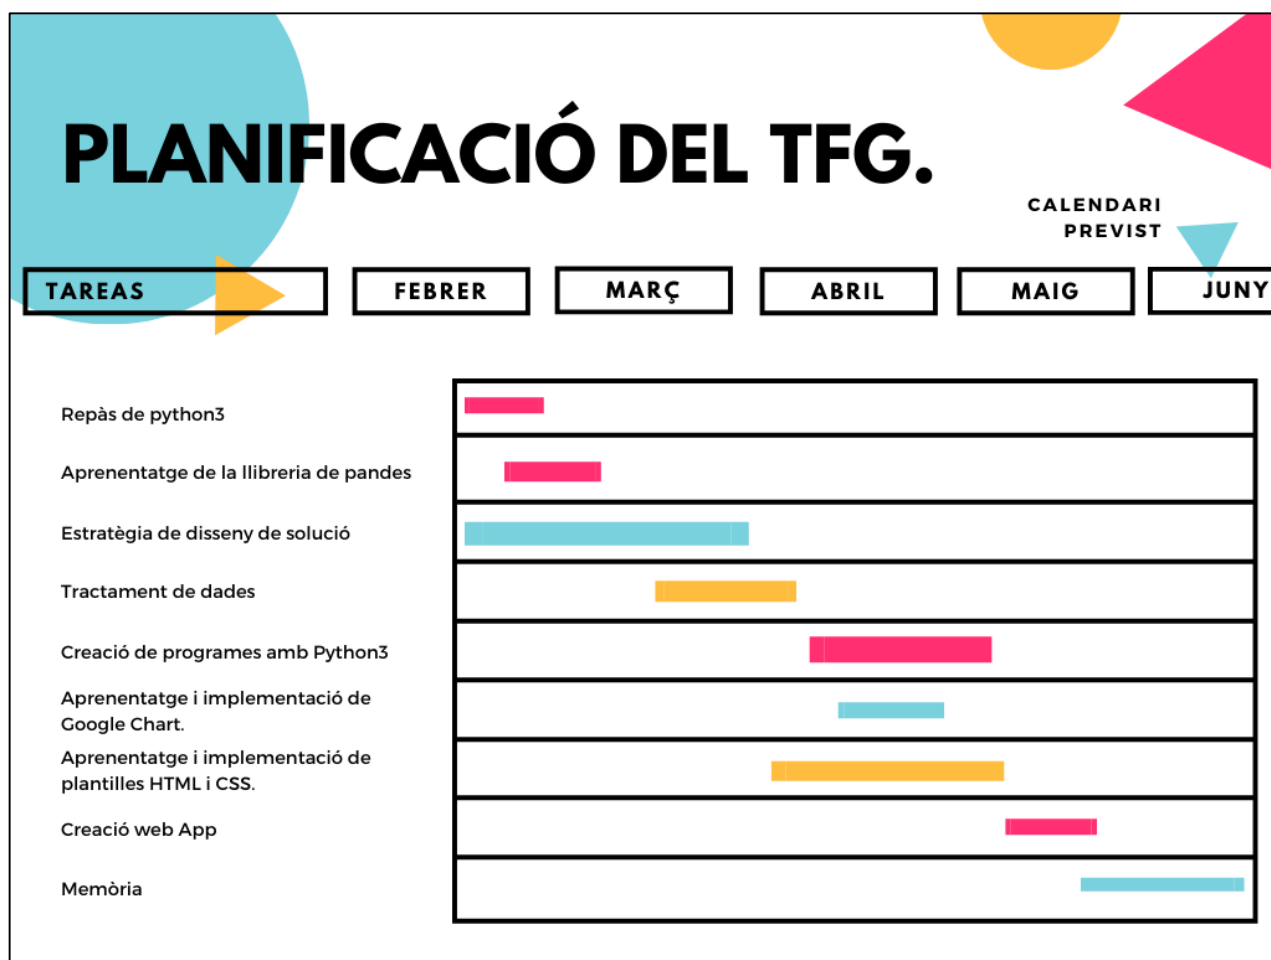 PLANIFICACIÓ DEL TFG.
CALENDARI
PREVIST
TAREAS
FEBRER
MARÇ
ABRIL
MAIG
JUNY
Repàs de python3
Aprenentatge de la llibreria de pandes
Estratègia de disseny de solució
Tractament de dades
Creació de programes amb Python3
Aprenentatge i implementació de
Google Chart.
Aprenentatge i implementació de
plantilles HTML i CSS.
Creació web App
Memòria